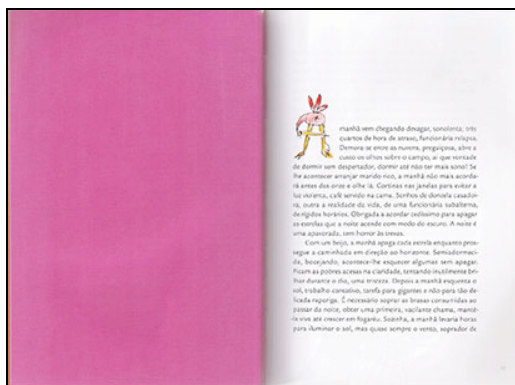 A manhã vem chegando devagar, sonolenta; três
quartos de hora de atraso, funcionária relapsa.
Demora-se entre as nuvens, preguiçosa, abre a
custo os olhos sobre o campo, ai que vontade
de dormir sem despertador, dormir até não ter mais sono! Se
lhe acontecer arranjar marido rico, a manhã não mais acorda-
rá antes das onze e olhe lá. Cortinas nas janelas para evitar a
luz violenta, café servido na cama. Sonhos de donzela casadoi-
ra, outra a realidade da vida, de uma funcionária subalterna,
de rígidos horários. Obrigada a acordar cedíssimo para apagar
as estrelas que a noite acende com medo do escuro. A noite é
uma apavorada, tem horror às trevas.
Com um beijo, a manhã apaga cada estrela enquanto pros-
segue a caminhada em direção ao horizonte. Semiadormeci-
da, bocejando, acontece-lhe esquecer algumas sem apagar.
Ficam as pobres acesas na claridade, tentando inutilmente bri-
lhar durante o dia, uma tristeza. Depois a manhã esquenta o
sol, trabalho cansativo, tarefa para gigantes e não para tão de-
licada rapariga. É necessário soprar as brasas consumidas ao
passar da noite, obter uma primeira, vacilante chama, mantê-
la viva até crescer em fogaréu. Sozinha, a manhã levaria horas
para iluminar o sol, mas quase sempre o vento, soprador de